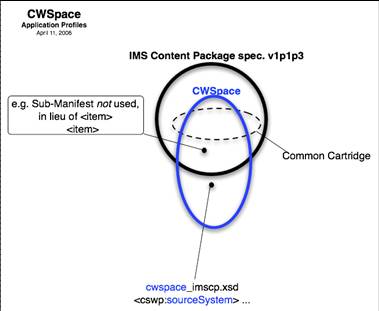 CWSpace
Application Profiles
April 11, 2006
IMS Content Package spec. v1p1p3
CWSpace
e.g. Sub-Manifest not used,
in lieu of <item>
<item>
Common Cartridge
cwspace_imscp.xsd
<cswp:sourceSystem> ...